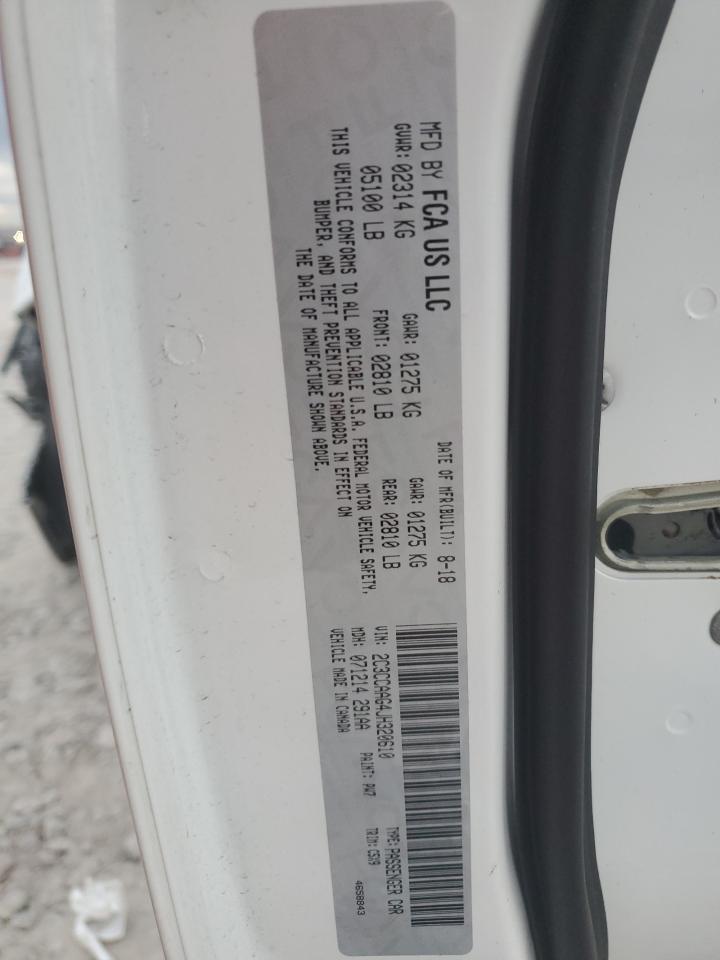 MFD BY FCA US LLC
DATE OF MFR(BUILT): 8-18
GVWR: 02314 KG GAWR: 01275 KG GAWR: 01275 KG
05100 LB FRONT: 02810 LB REAR: 02810 LB
THIS VEHICLE CONFORMS TO ALL APPLICABLE U.S.A. FEDERAL MOTOR VEHICLE SAFETY,
BUMPER, AND THEFT PREVENTION STANDARDS IN EFFECT ON
THE DATE OF MANUFACTURE SHOWN ABOVE.
VIN: 2C3CCAAG4JH320610 TYPE: PASSENGER CAR
MDH: 071214 291AA PAINT: PW7 TRIM: C5X9
VEHICLE MADE IN CANADA 4658843